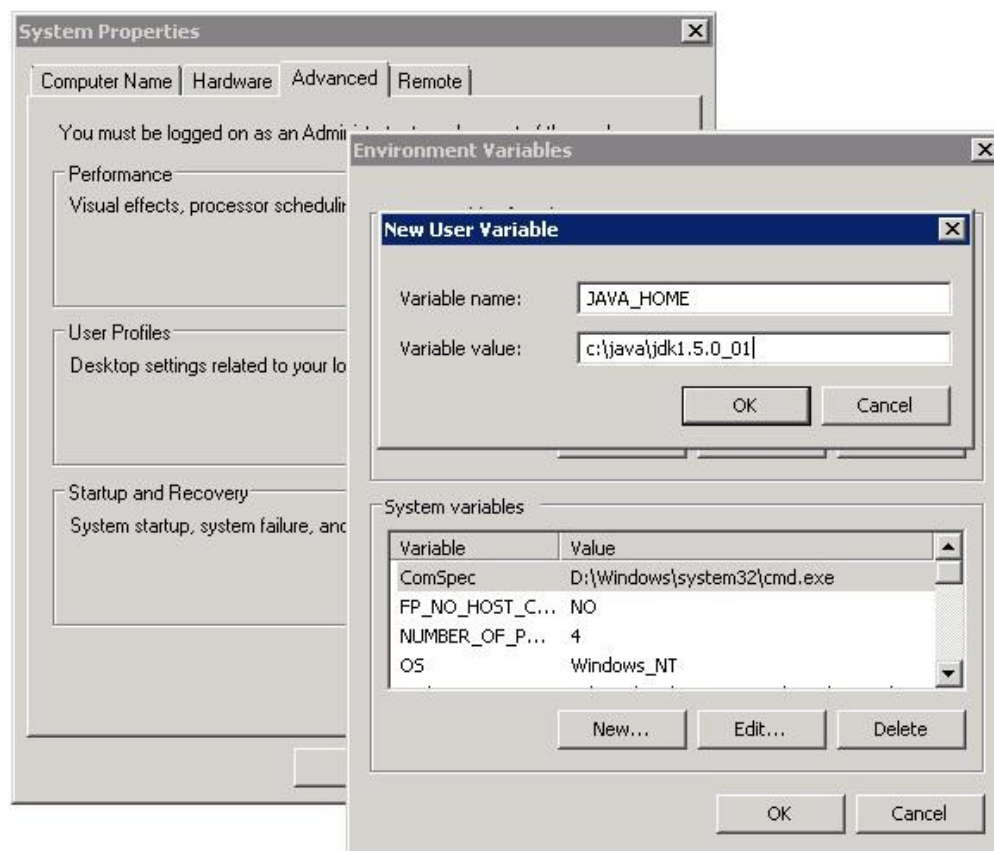 System Properties
Computer Name Hardware Advanced Remote
You must be logged on as an
Performance
Visual effects, processor
User Profiles
Desktop settings related to your
Startup and Recovery
System startup, system failure, and
Environment Variables
New User Variable
Variable name: JAVA_HOME
Variable value: c:\java\jdk1.5.0_01
OK Cancel
System variables
Variable Value
ComSpec D:\Windows\system32\cmd.exe
FP_NO_HOST_C... NO
NUMBER_OF_P... 4
OS Windows_NT
New... Edit... Delete
OK Cancel